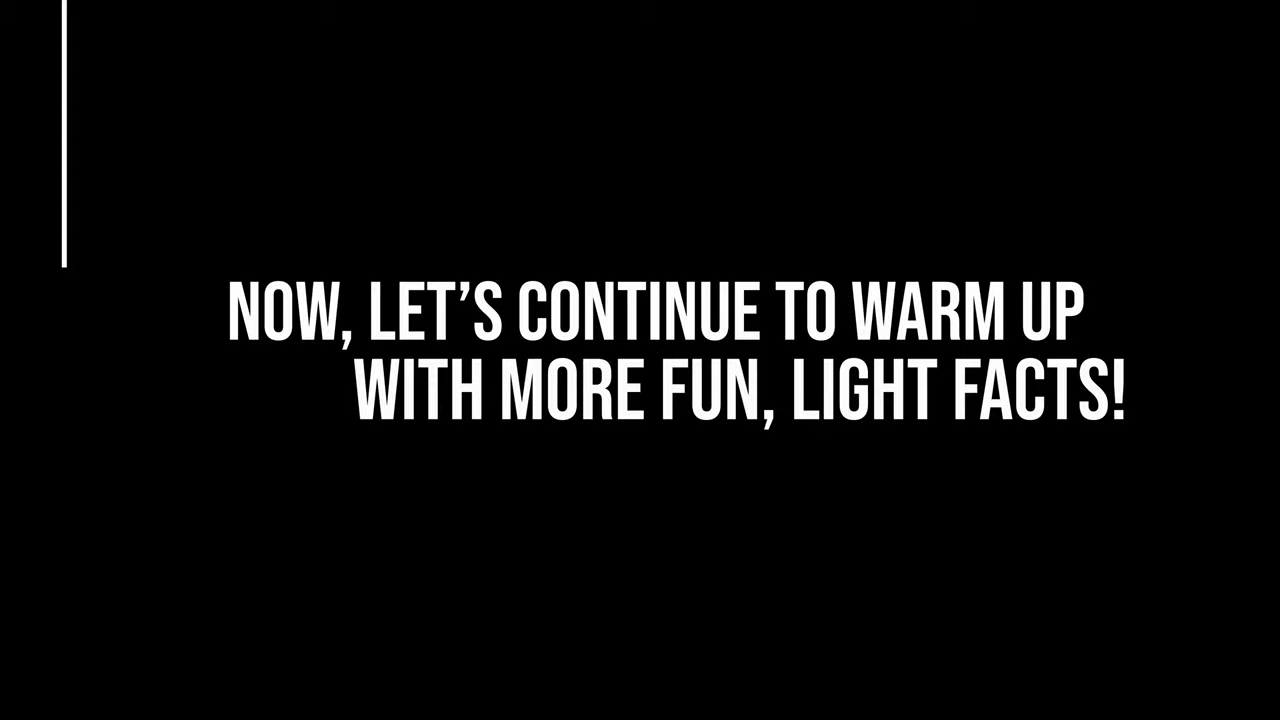 NOW, LET’S CONTINUE TO WARM UP
WITH MORE FUN, LIGHT FACTS!